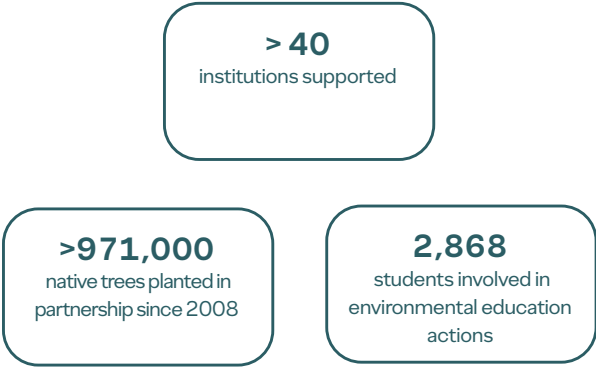 > 40
institutions supported
>971,000
native trees planted in
partnership since 2008
2,868
students involved in
environmental education
actions